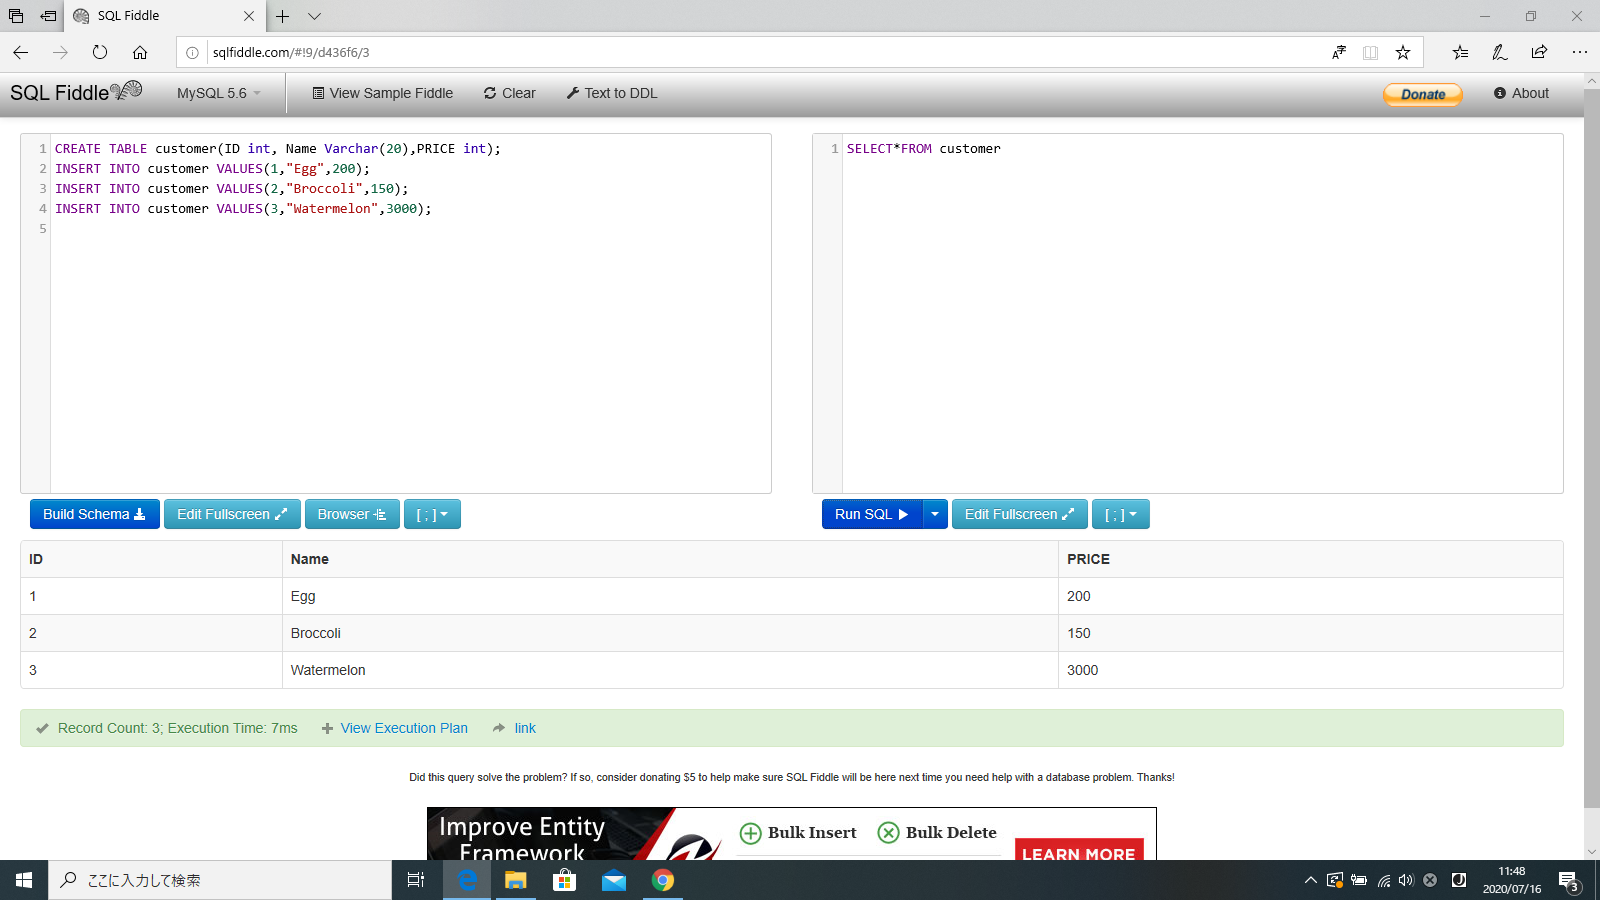 SQL Fiddle
sqlfiddle.com/#!9/d436f6/3
SQL Fiddle MySQL 5.6 View Sample Fiddle Clear Text to DDL Donate About
1 CREATE TABLE customer(ID int, Name Varchar(20),PRICE int);
2 INSERT INTO customer VALUES(1,"Egg",200);
3 INSERT INTO customer VALUES(2,"Broccoli",150);
4 INSERT INTO customer VALUES(3,"Watermelon",3000);
5
1 SELECT*FROM customer
Build Schema Edit Fullscreen Browser [ ; ]
Run SQL Edit Fullscreen [ ; ]
ID Name PRICE
1 Egg 200
2 Broccoli 150
3 Watermelon 3000
Record Count: 3; Execution Time: 7ms View Execution Plan link
Did this query solve the problem? If so, consider donating $5 to help make sure SQL Fiddle will be here next time you need help with a database problem. Thanks!
Improve Entity
Framework
Bulk Insert Bulk Delete
LEARN MORE
ここに入力して検索
11:48
2020/07/16
3